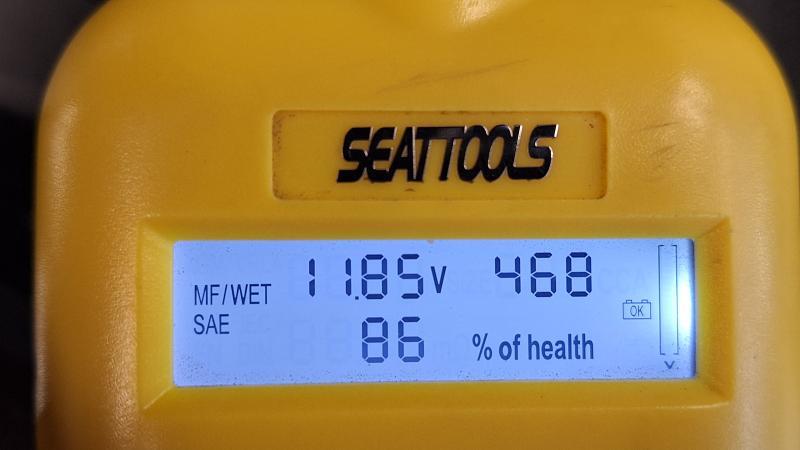 SEATTOOLS
MF/WET 11.85V 468
OK
SAE 86 % of health